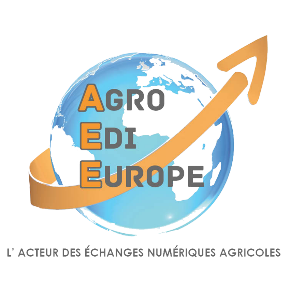 AGRO
EDI
EUROPE
L' ACTEUR DES ÉCHANGES NUMÉRIQUES AGRICOLES